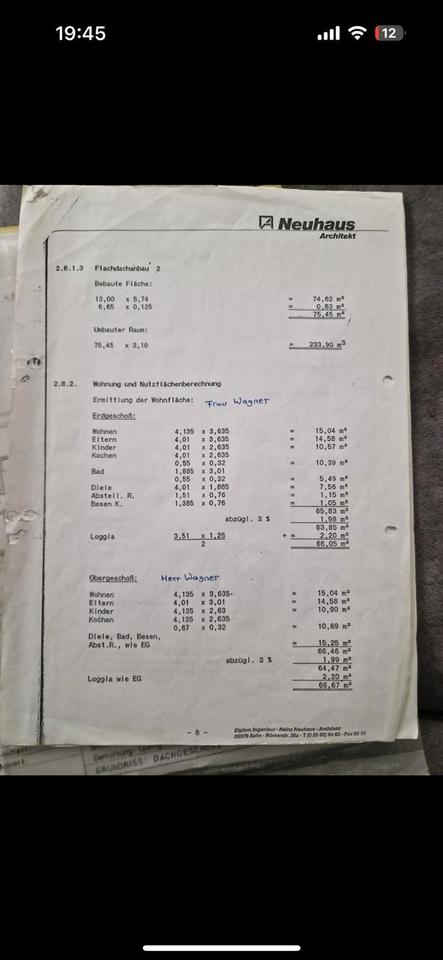 19:45
12
Neuhaus
Architekt
2.6.1.3 Flachdachanbau 2
Bebaute Fläche:
13,00 x 5,74 = 74,62 m²
6,65 x 0,125 = 0,83 m²
75,45 m²
Umbauter Raum:
75,45 x 3,10 = 233,90 m³
2.6.2. Wohnung und Nutzflächenberechnung
Ermittlung der Wohnfläche: Frau Wagner
Erdgeschoß:
Wohnen 4,135 x 3,635 = 15,04 m²
Eltern 4,01 x 3,635 = 14,58 m²
Kinder 4,01 x 2,635 = 10,57 m²
Kochen 4,01 x 2,635
0,55 x 0,32 = 10,39 m²
Bad 1,885 x 3,01
0,55 x 0,32 = 5,49 m²
Diele 4,01 x 1,885 = 7,56 m²
Abstell. R. 1,51 x 0,76 = 1,15 m²
Besen K. 1,385 x 0,76 = 1,05 m²
65,83 m²
abzügl. 3 % 1,98 m²
63,85 m²
Loggia 3,51 x 1,25 + = 2,20 m²
2 66,05 m²
Obergeschoß: Herr Wagner
Wohnen 4,135 x 3,635 = 15,04 m²
Eltern 4,01 x 3,01 = 14,58 m²
Kinder 4,135 x 2,63 = 10,90 m²
Kochen 4,135 x 2,635
0,67 x 0,32 = 10,69 m²
Diele, Bad, Besen,
Abst.R., wie EG = 15,25 m²
66,46 m²
abzügl. 3 % 1,99 m²
64,47 m²
Loggia wie EG 2,20 m²
66,67 m²
- 6 -
Diplom Ingenieur - Heinz Neuhaus - Architekt
Römerstr. 36a
GRUNDRISS DACHGESCHOSS